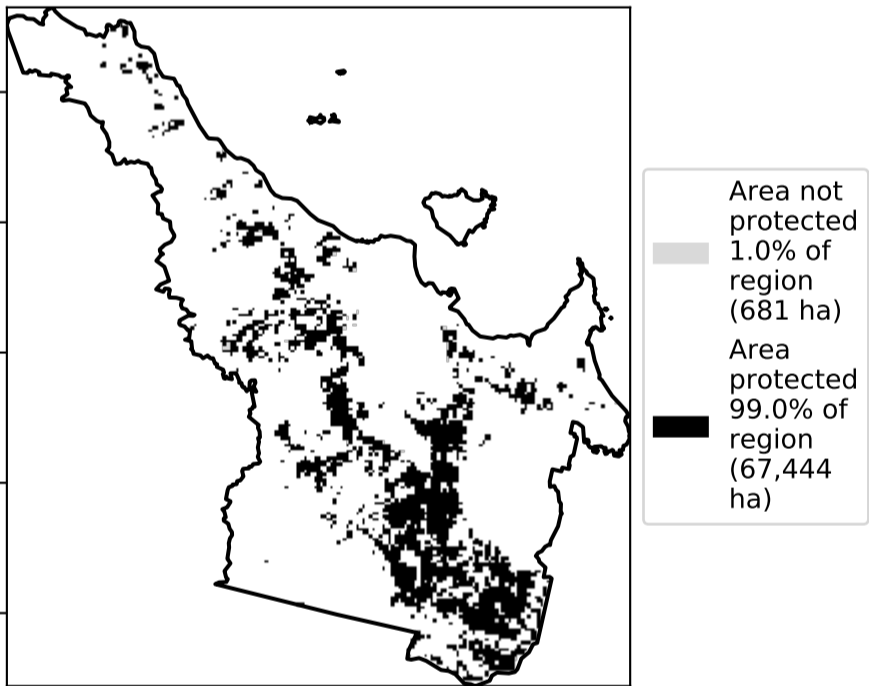 Area not
protected
1.0% of
region
(681 ha)
Area
protected
99.0% of
region
(67,444
ha)